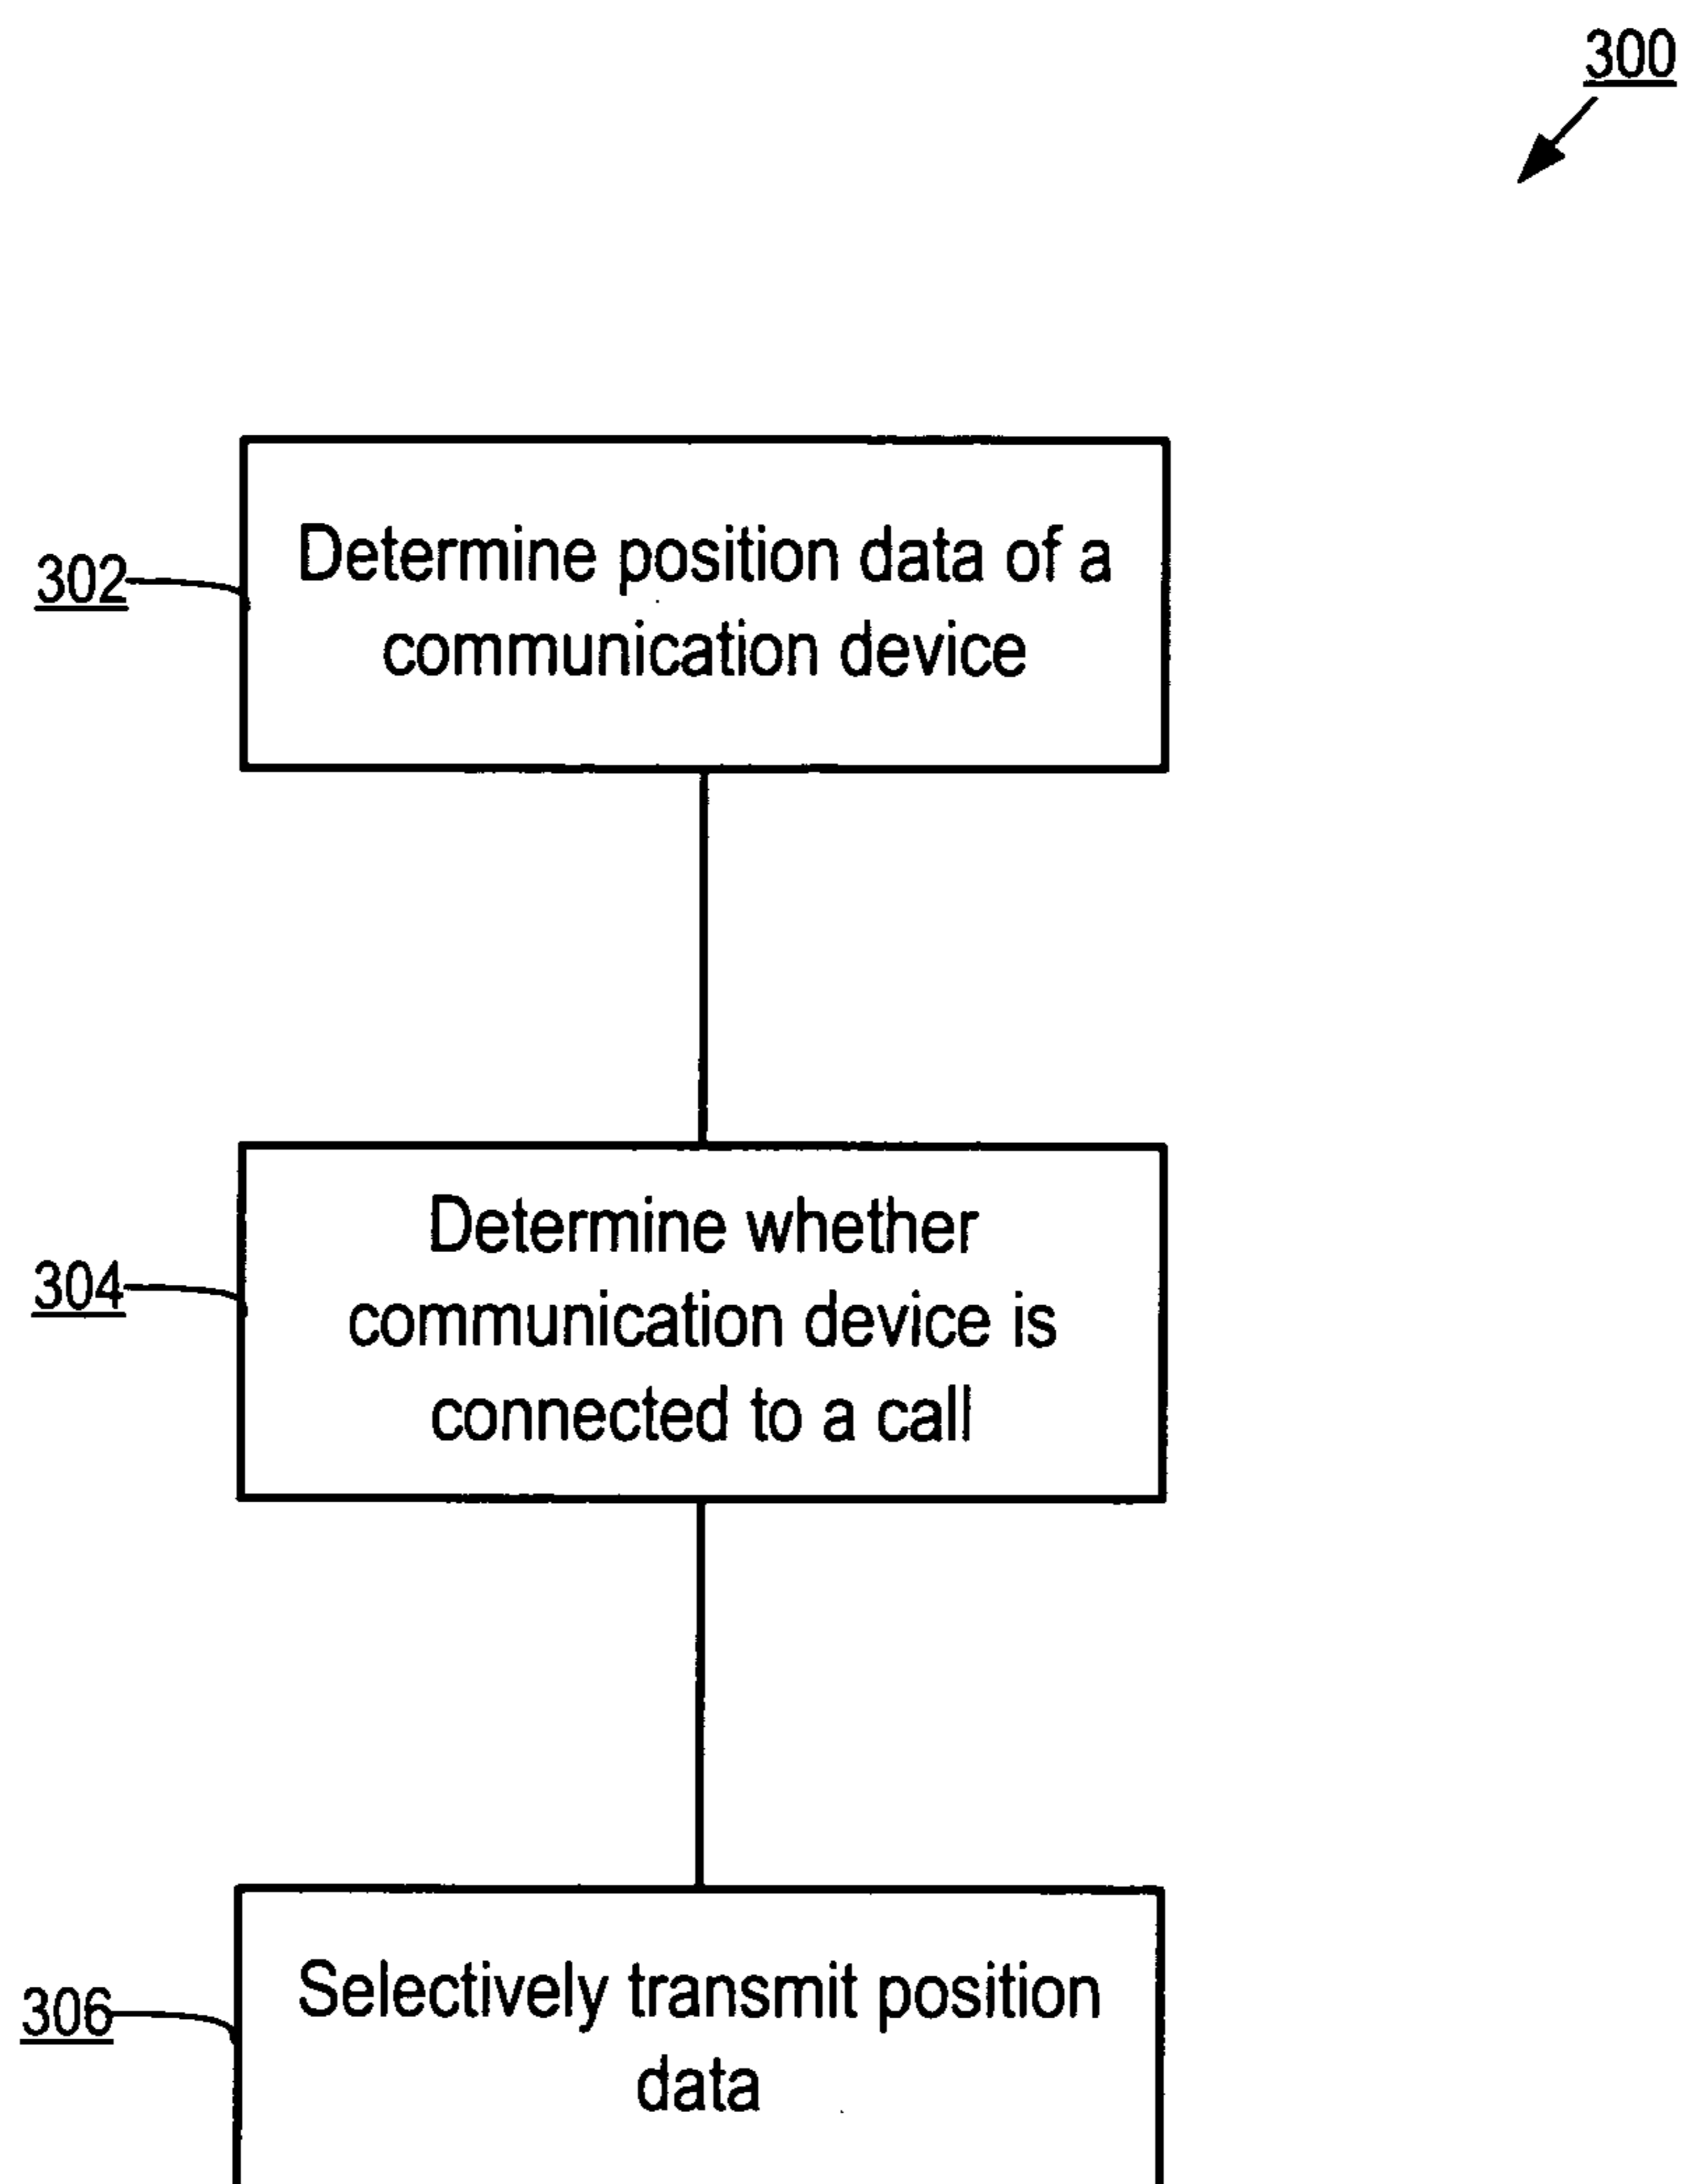 300
302
Determine position data of a
communication device
304
Determine whether
communication device is
connected to a call
306
Selectively transmit position
data